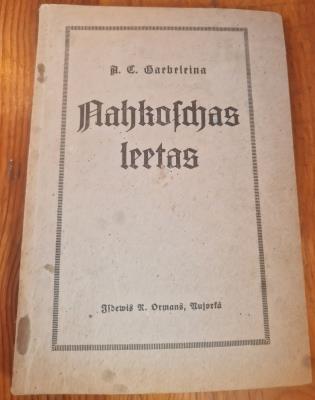 A. C. Gaebeleina
Nahkoſchas
leetas
Iſdewis R. Ormans, Nujorkā